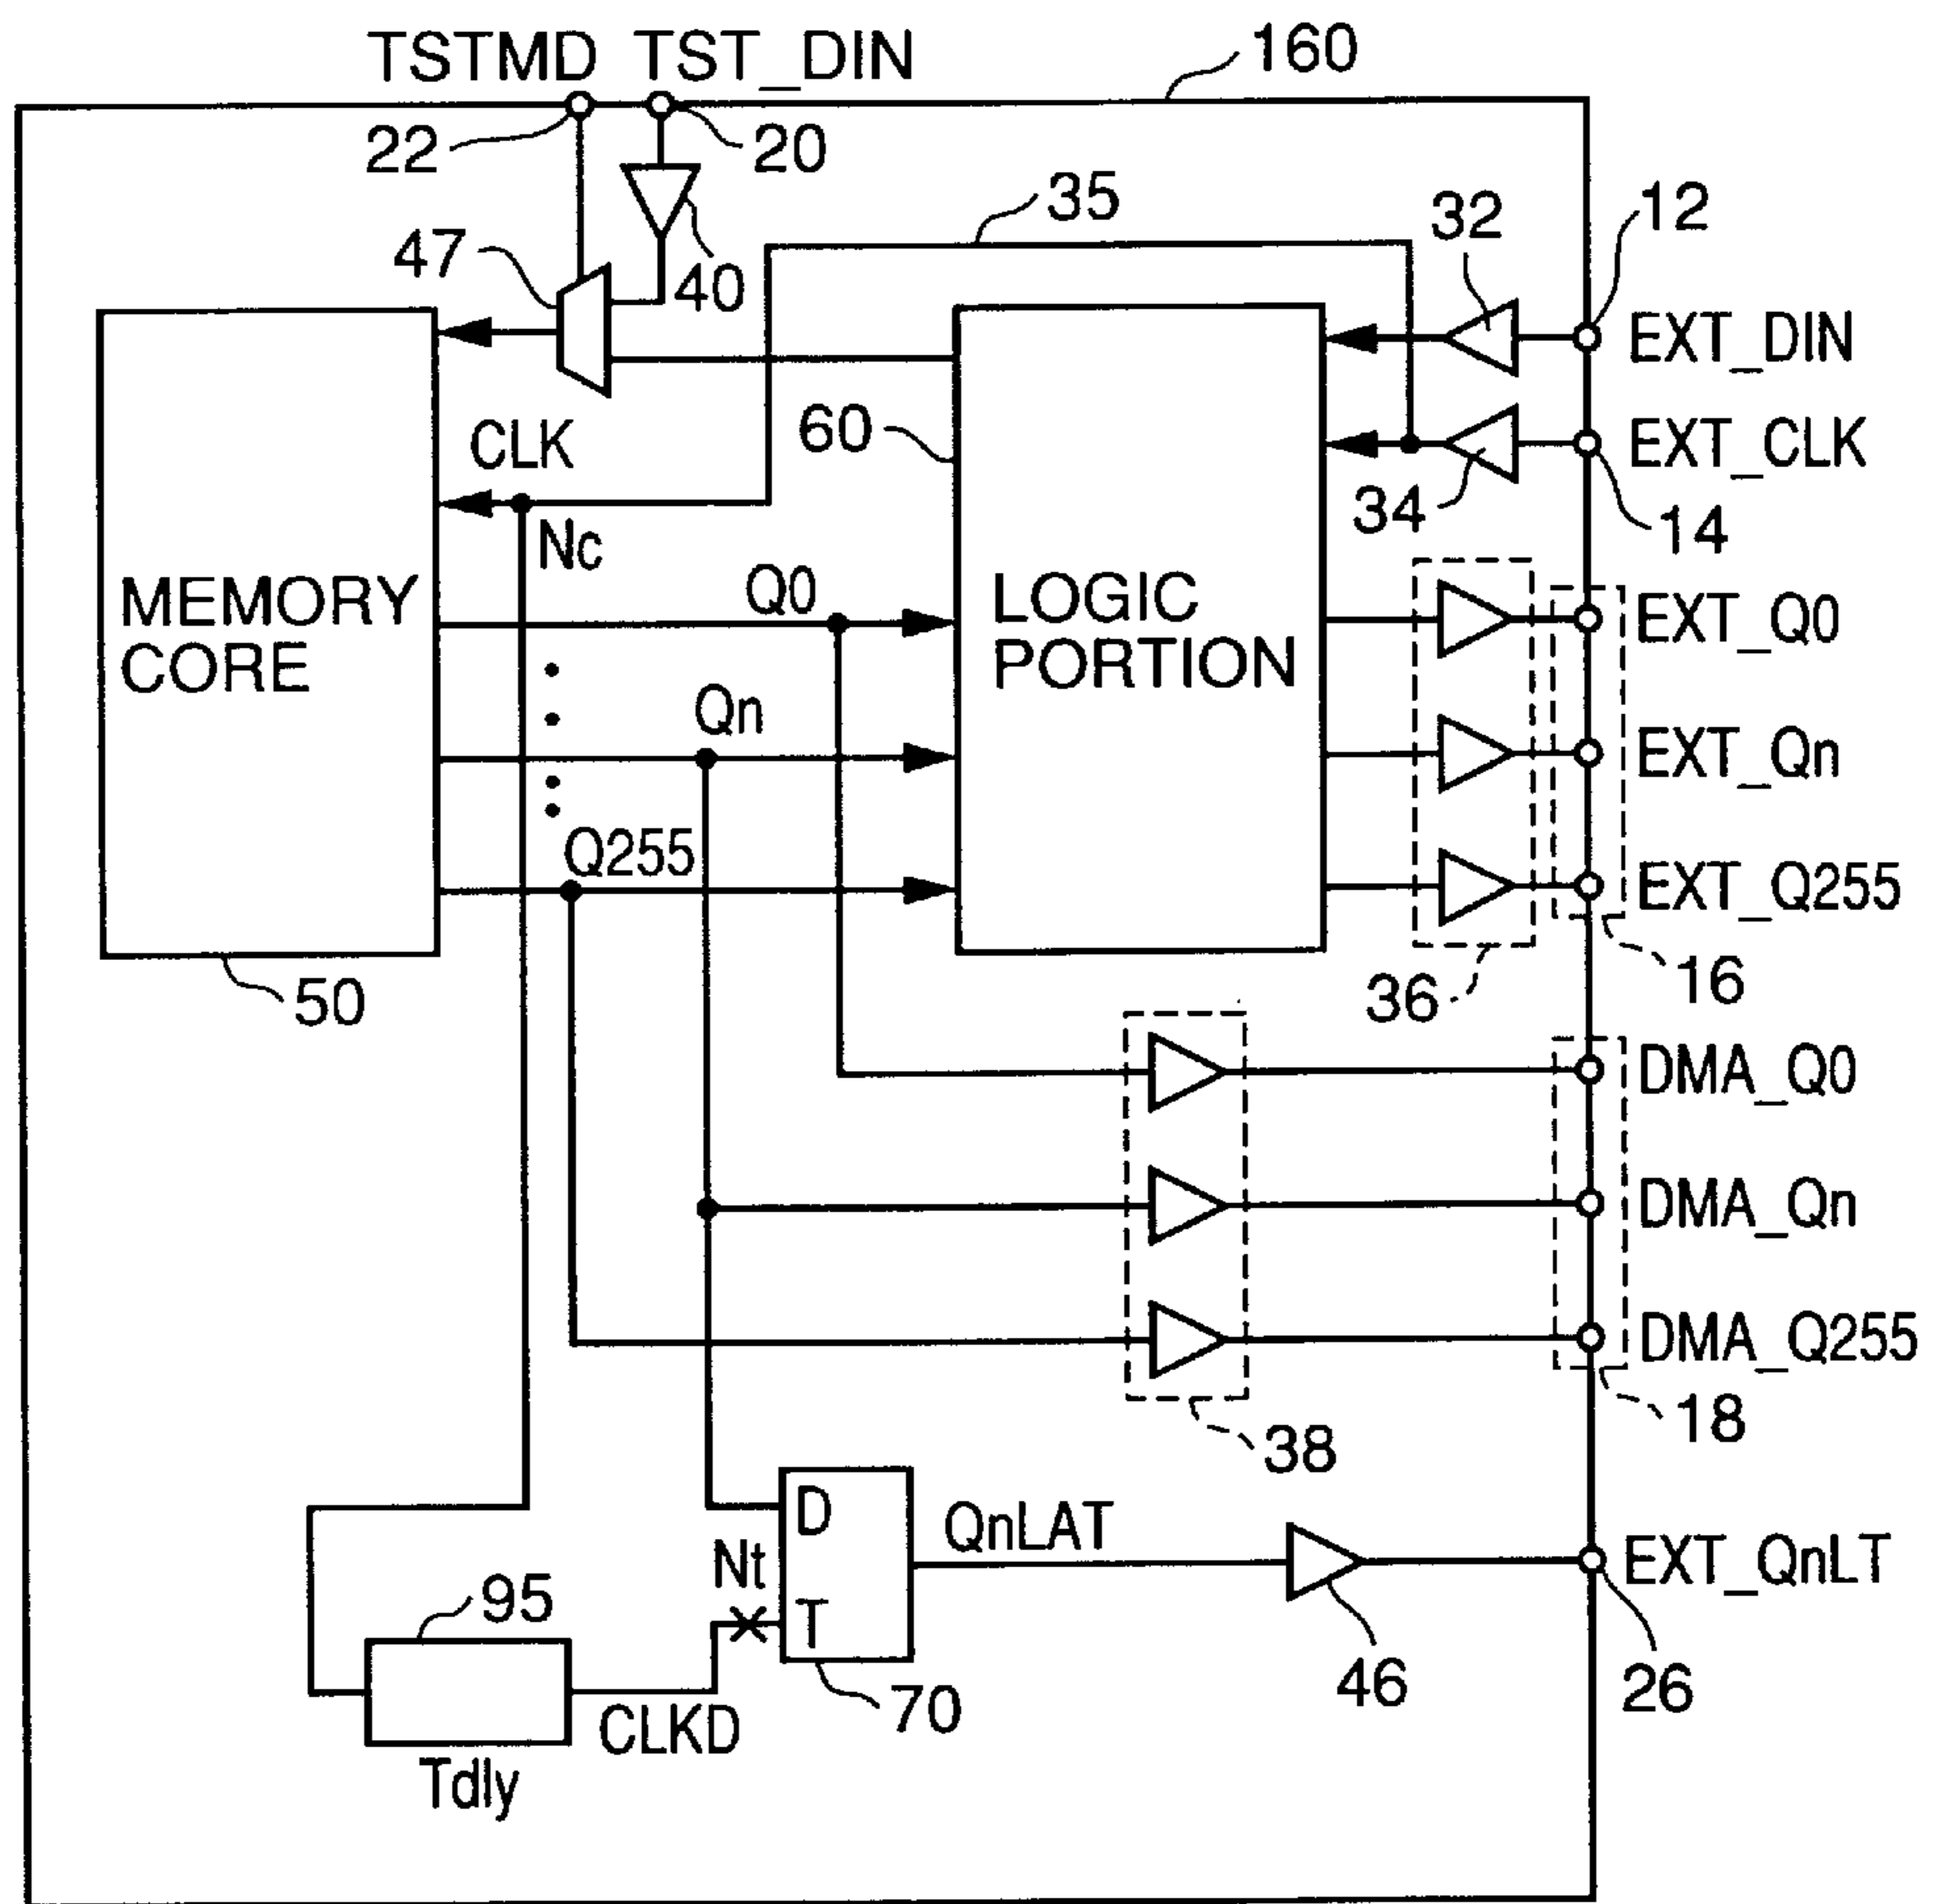 TSTMD TST_DIN 160
22 20
35
32 12
47
40
EXT_DIN
60
CLK
EXT_CLK
34
14
Nc
Q0
MEMORY
CORE
LOGIC
PORTION
EXT_Q0
Qn
EXT_Qn
Q255
EXT_Q255
50
36 16
DMA_Q0
DMA_Qn
DMA_Q255
18
38
D
QnLAT
Nt
EXT_QnLT
T
95
46
26
70
CLKD
Tdly